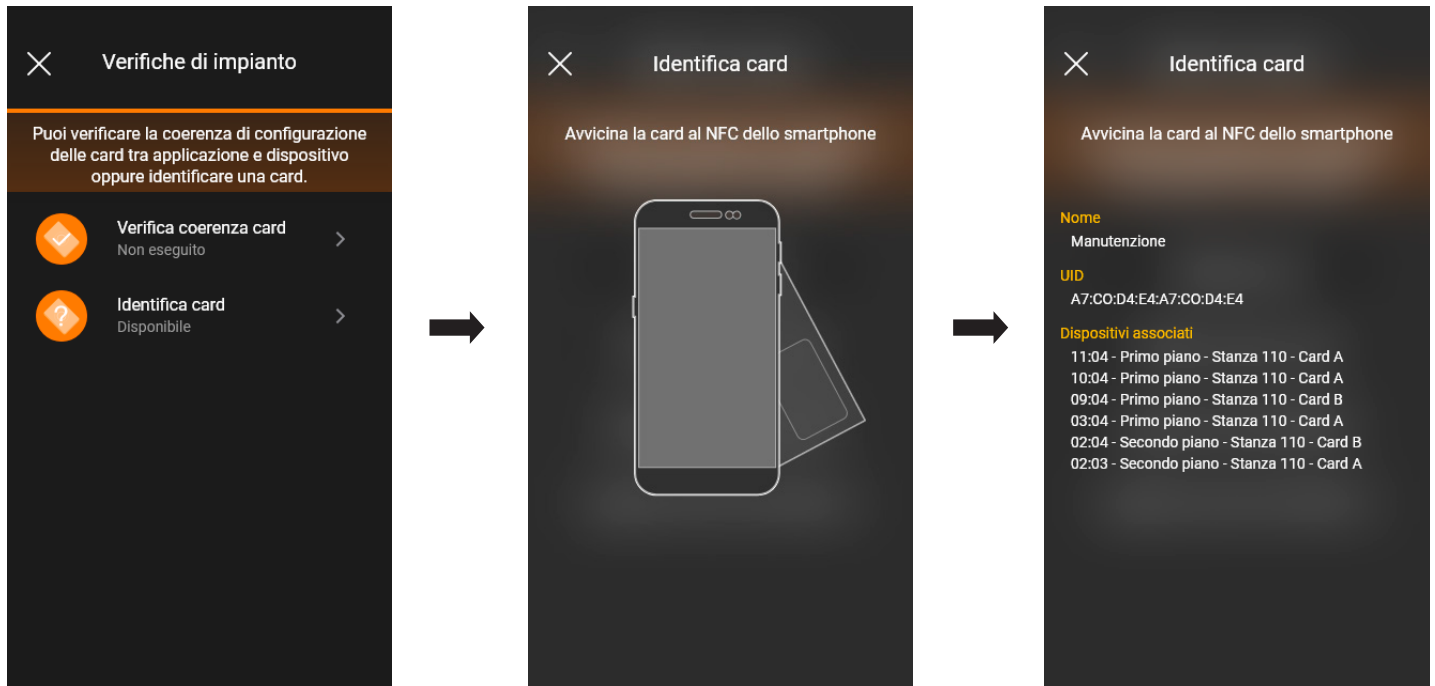 Verifiche di impianto
Puoi verificare la coerenza di configurazione
delle card tra applicazione e dispositivo
oppure identificare una card.
Verifica coerenza card
Non eseguito
Identifica card
Disponibile
Identifica card
Avvicina la card al NFC dello smartphone
Identifica card
Avvicina la card al NFC dello smartphone
Nome
Manutenzione
UID
A7:CO:D4:E4:A7:CO:D4:E4
Dispositivi associati
11:04 - Primo piano - Stanza 110 - Card A
10:04 - Primo piano - Stanza 110 - Card A
09:04 - Primo piano - Stanza 110 - Card B
03:04 - Primo piano - Stanza 110 - Card A
02:04 - Secondo piano - Stanza 110 - Card B
02:03 - Secondo piano - Stanza 110 - Card A